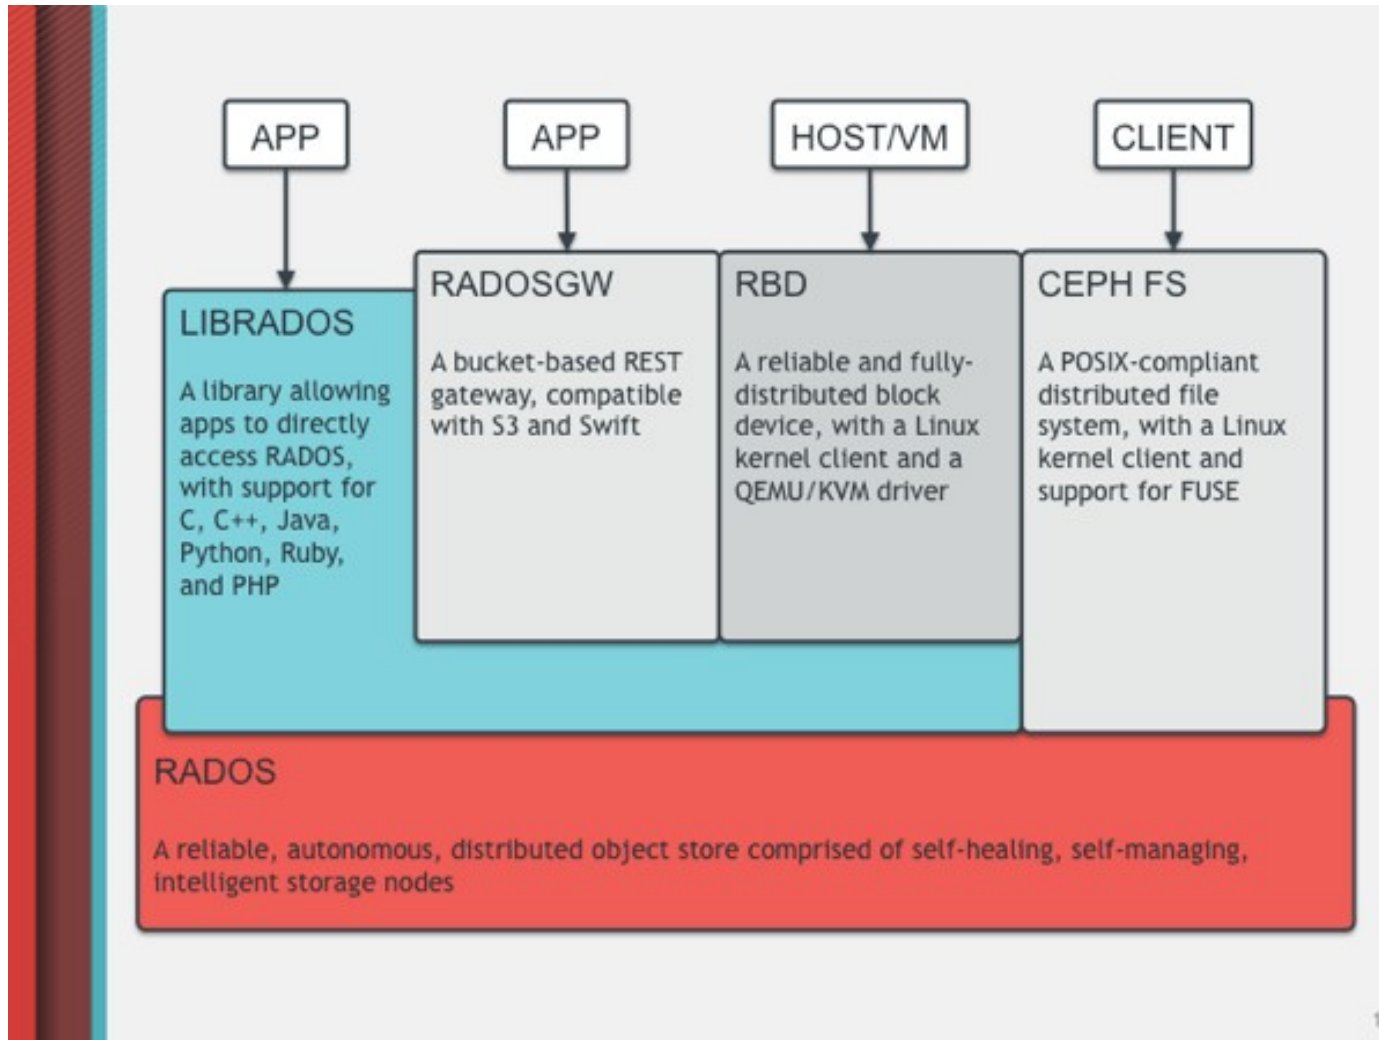 APP
APP
HOST/VM
CLIENT
LIBRADOS
A library allowing
apps to directly
access RADOS,
with support for
C, C++, Java,
Python, Ruby,
and PHP
RADOSGW
A bucket-based REST
gateway, compatible
with S3 and Swift
RBD
A reliable and fully-
distributed block
device, with a Linux
kernel client and a
QEMU/KVM driver
CEPH FS
A POSIX-compliant
distributed file
system, with a Linux
kernel client and
support for FUSE
RADOS
A reliable, autonomous, distributed object store comprised of self-healing, self-managing,
intelligent storage nodes